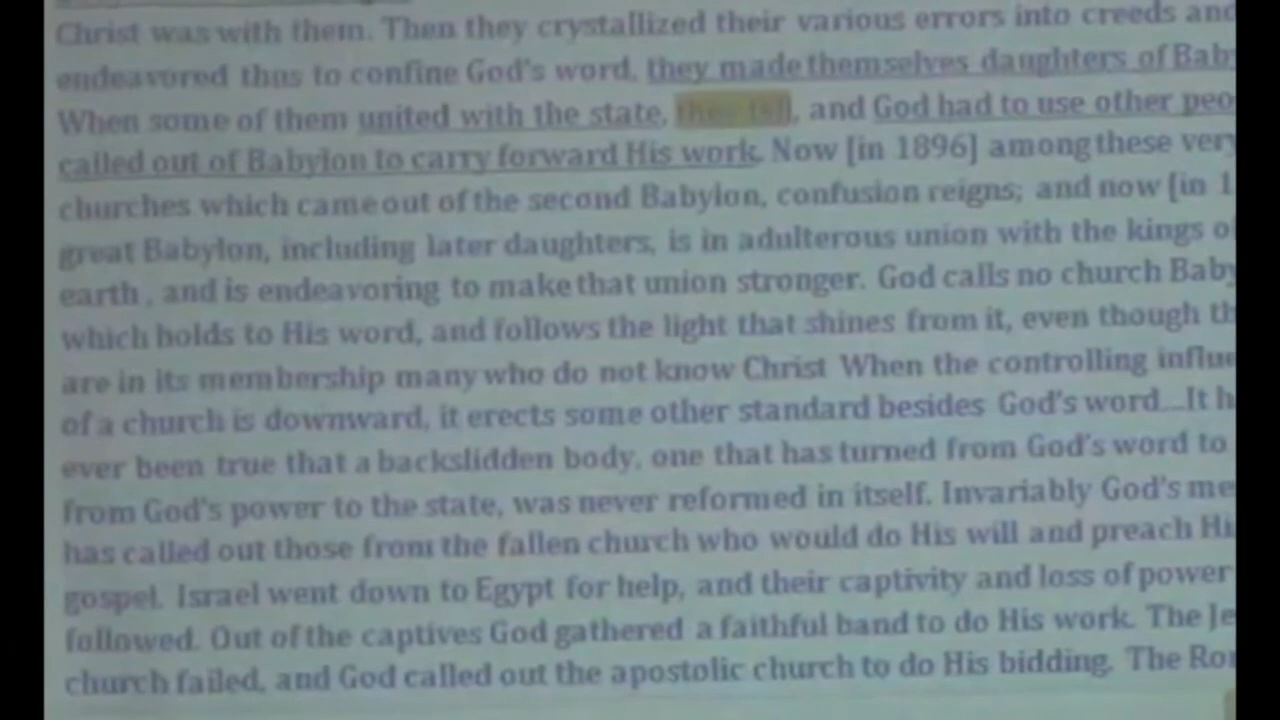 Christ was with them. Then they crystallized their various errors into creeds and
endeavored thus to confine God's word, they made themselves daughters of Bab
When some of them united with the state, they fell, and God had to use other peo
called out of Babylon to carry forward His work. Now [in 1896] among these very
churches which came out of the second Babylon, confusion reigns; and now [in 1
great Babylon, including later daughters, is in adulterous union with the kings of
earth, and is endeavoring to make that union stronger. God calls no church Baby
which holds to His word, and follows the light that shines from it, even though th
are in its membership many who do not know Christ When the controlling influe
of a church is downward, it erects some other standard besides God's word...It h
ever been true that a backslidden body, one that has turned from God's word to
from God's power to the state, was never reformed in itself. Invariably God's me
has called out those from the fallen church who would do His will and preach Hi
gospel. Israel went down to Egypt for help, and their captivity and loss of power
followed. Out of the captives God gathered a faithful band to do His work. The Je
church failed, and God called out the apostolic church to do His bidding. The Ro